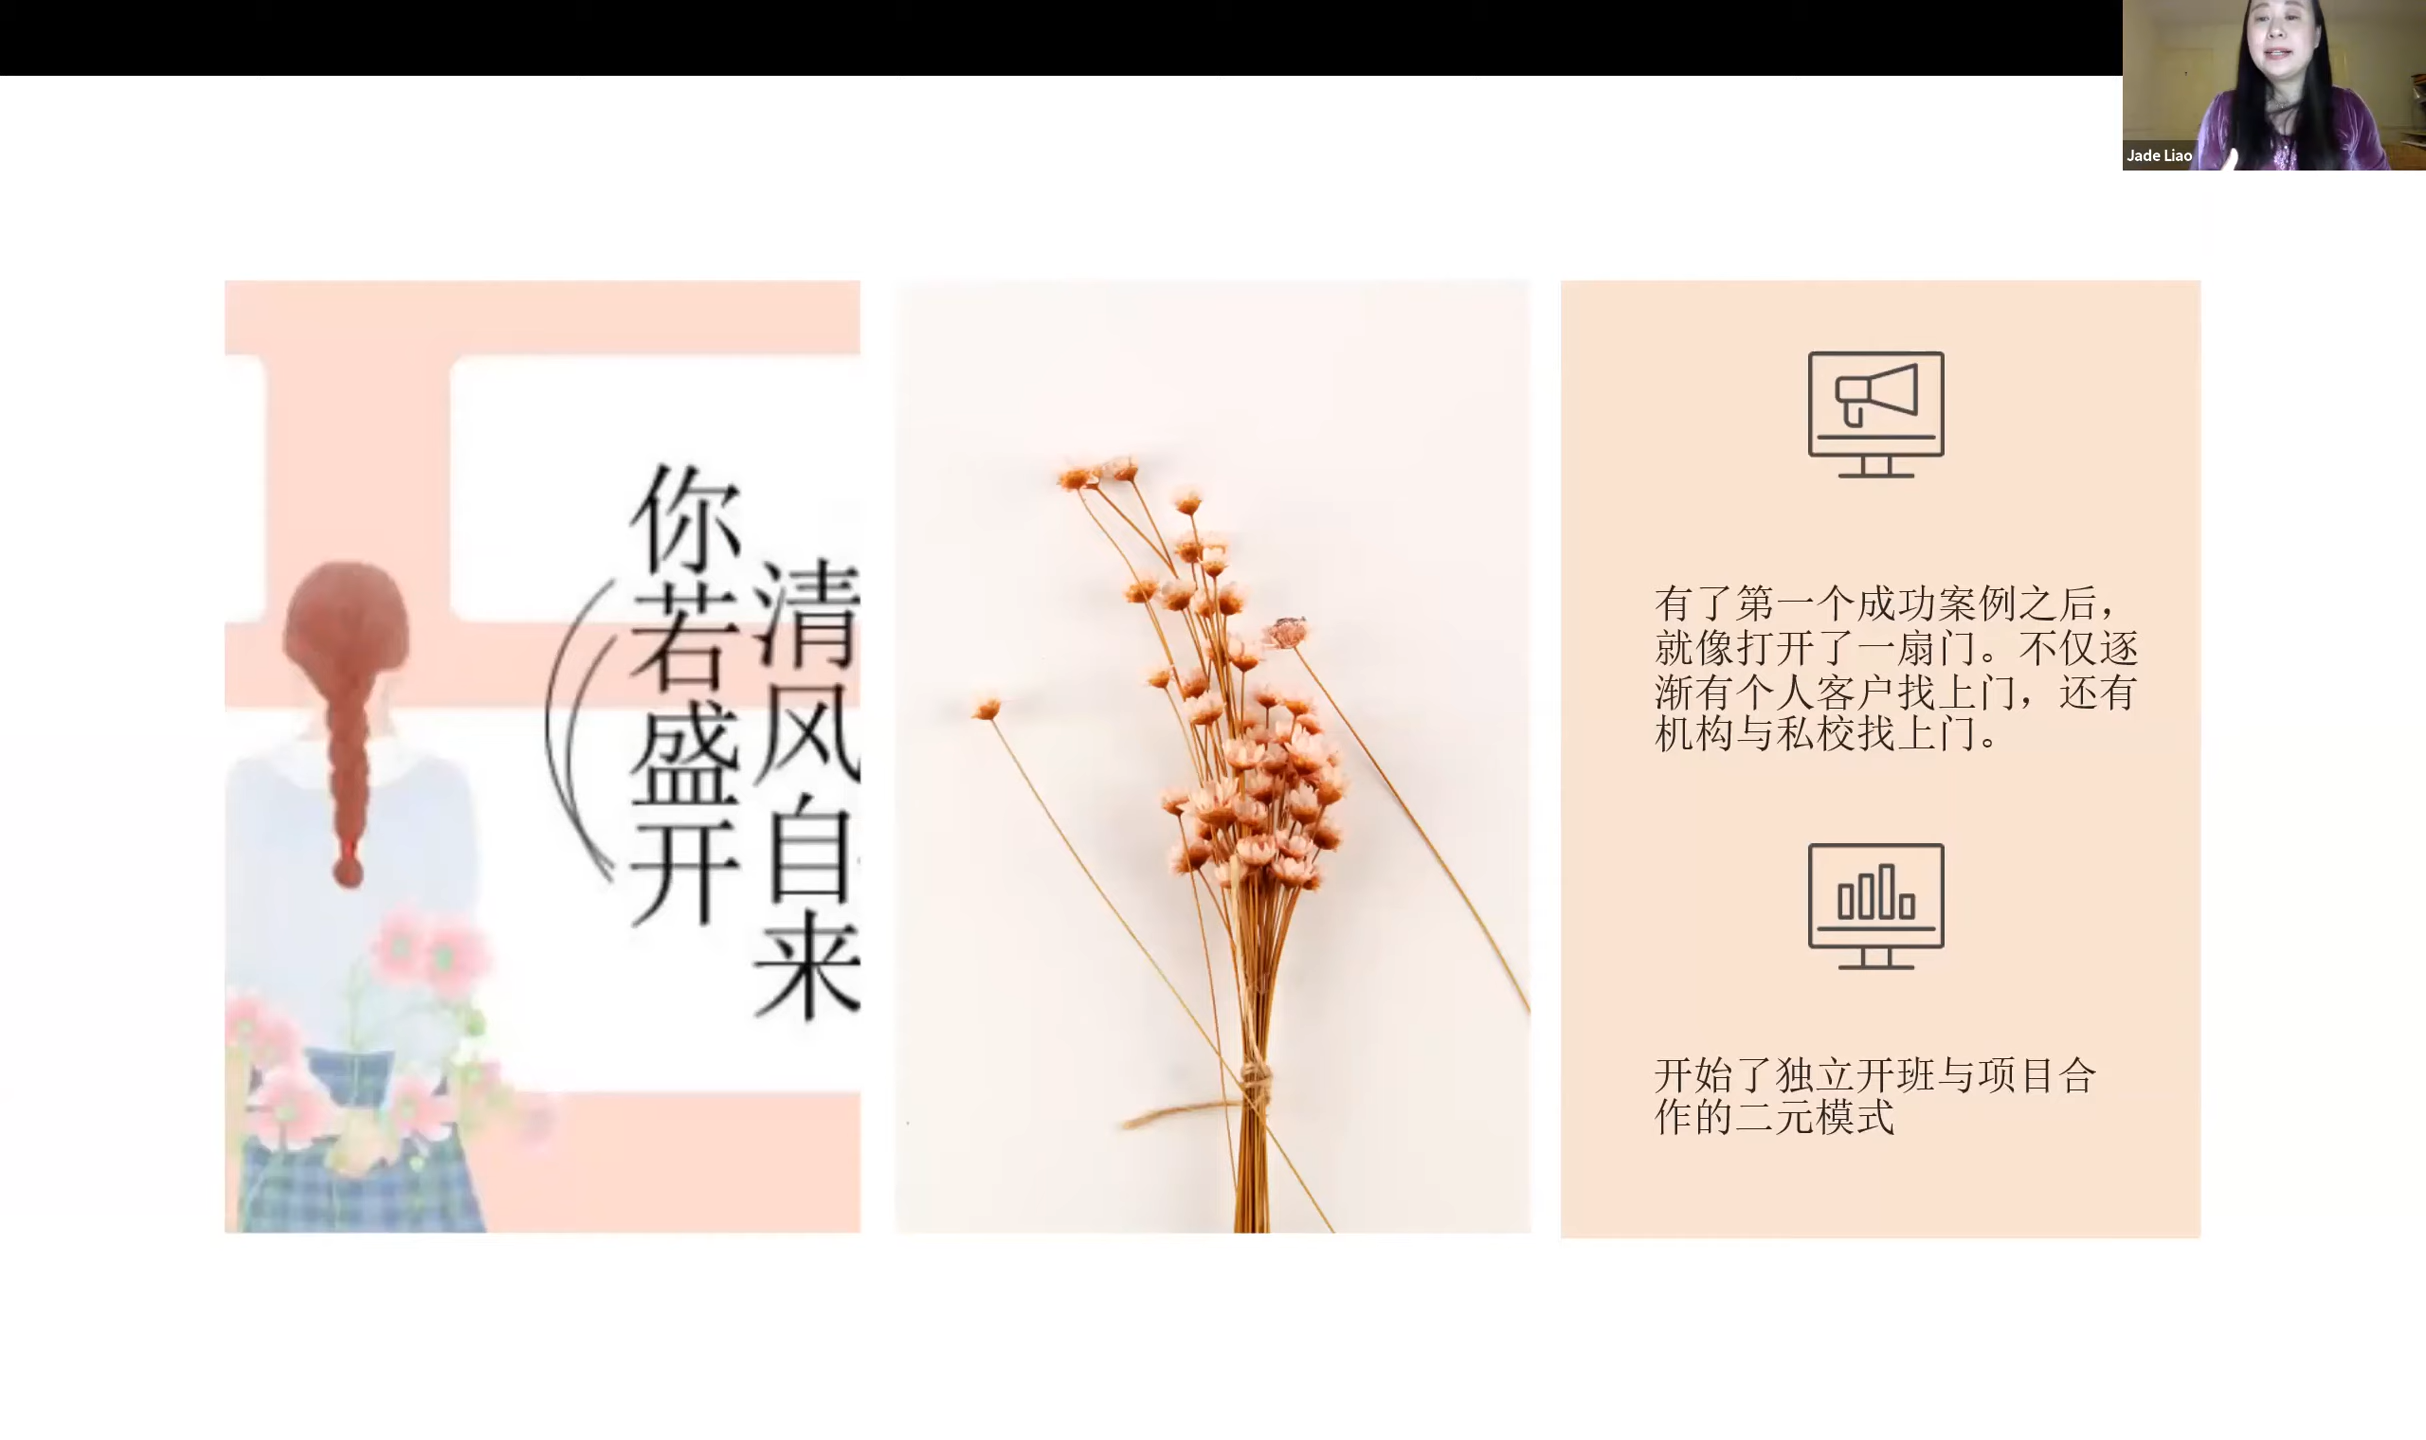 Jade Liao
你若盛开
清风自来
有了第一个成功案例之后，
就像打开了一扇门。不仅逐
渐有个人客户找上门，还有
机构与私校找上门。
开始了独立开班与项目合
作的二元模式